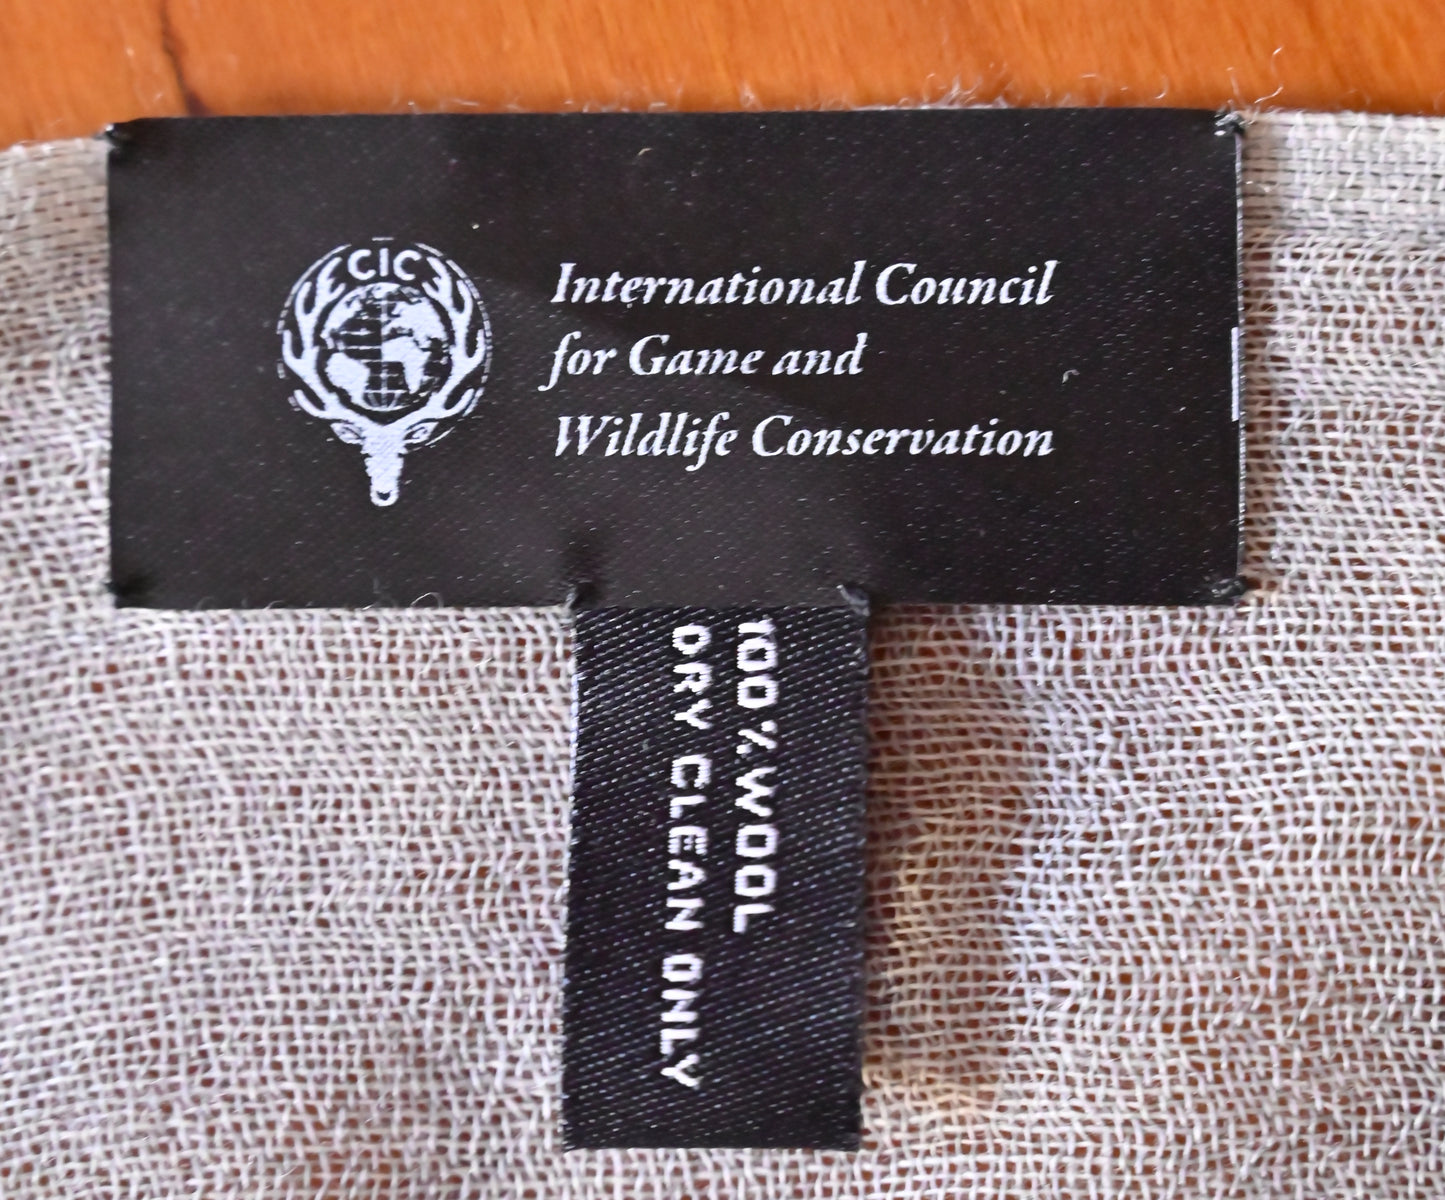 CIC
International Council
for Game and
Wildlife Conservation
100% WOOL
DRY CLEAN ONLY